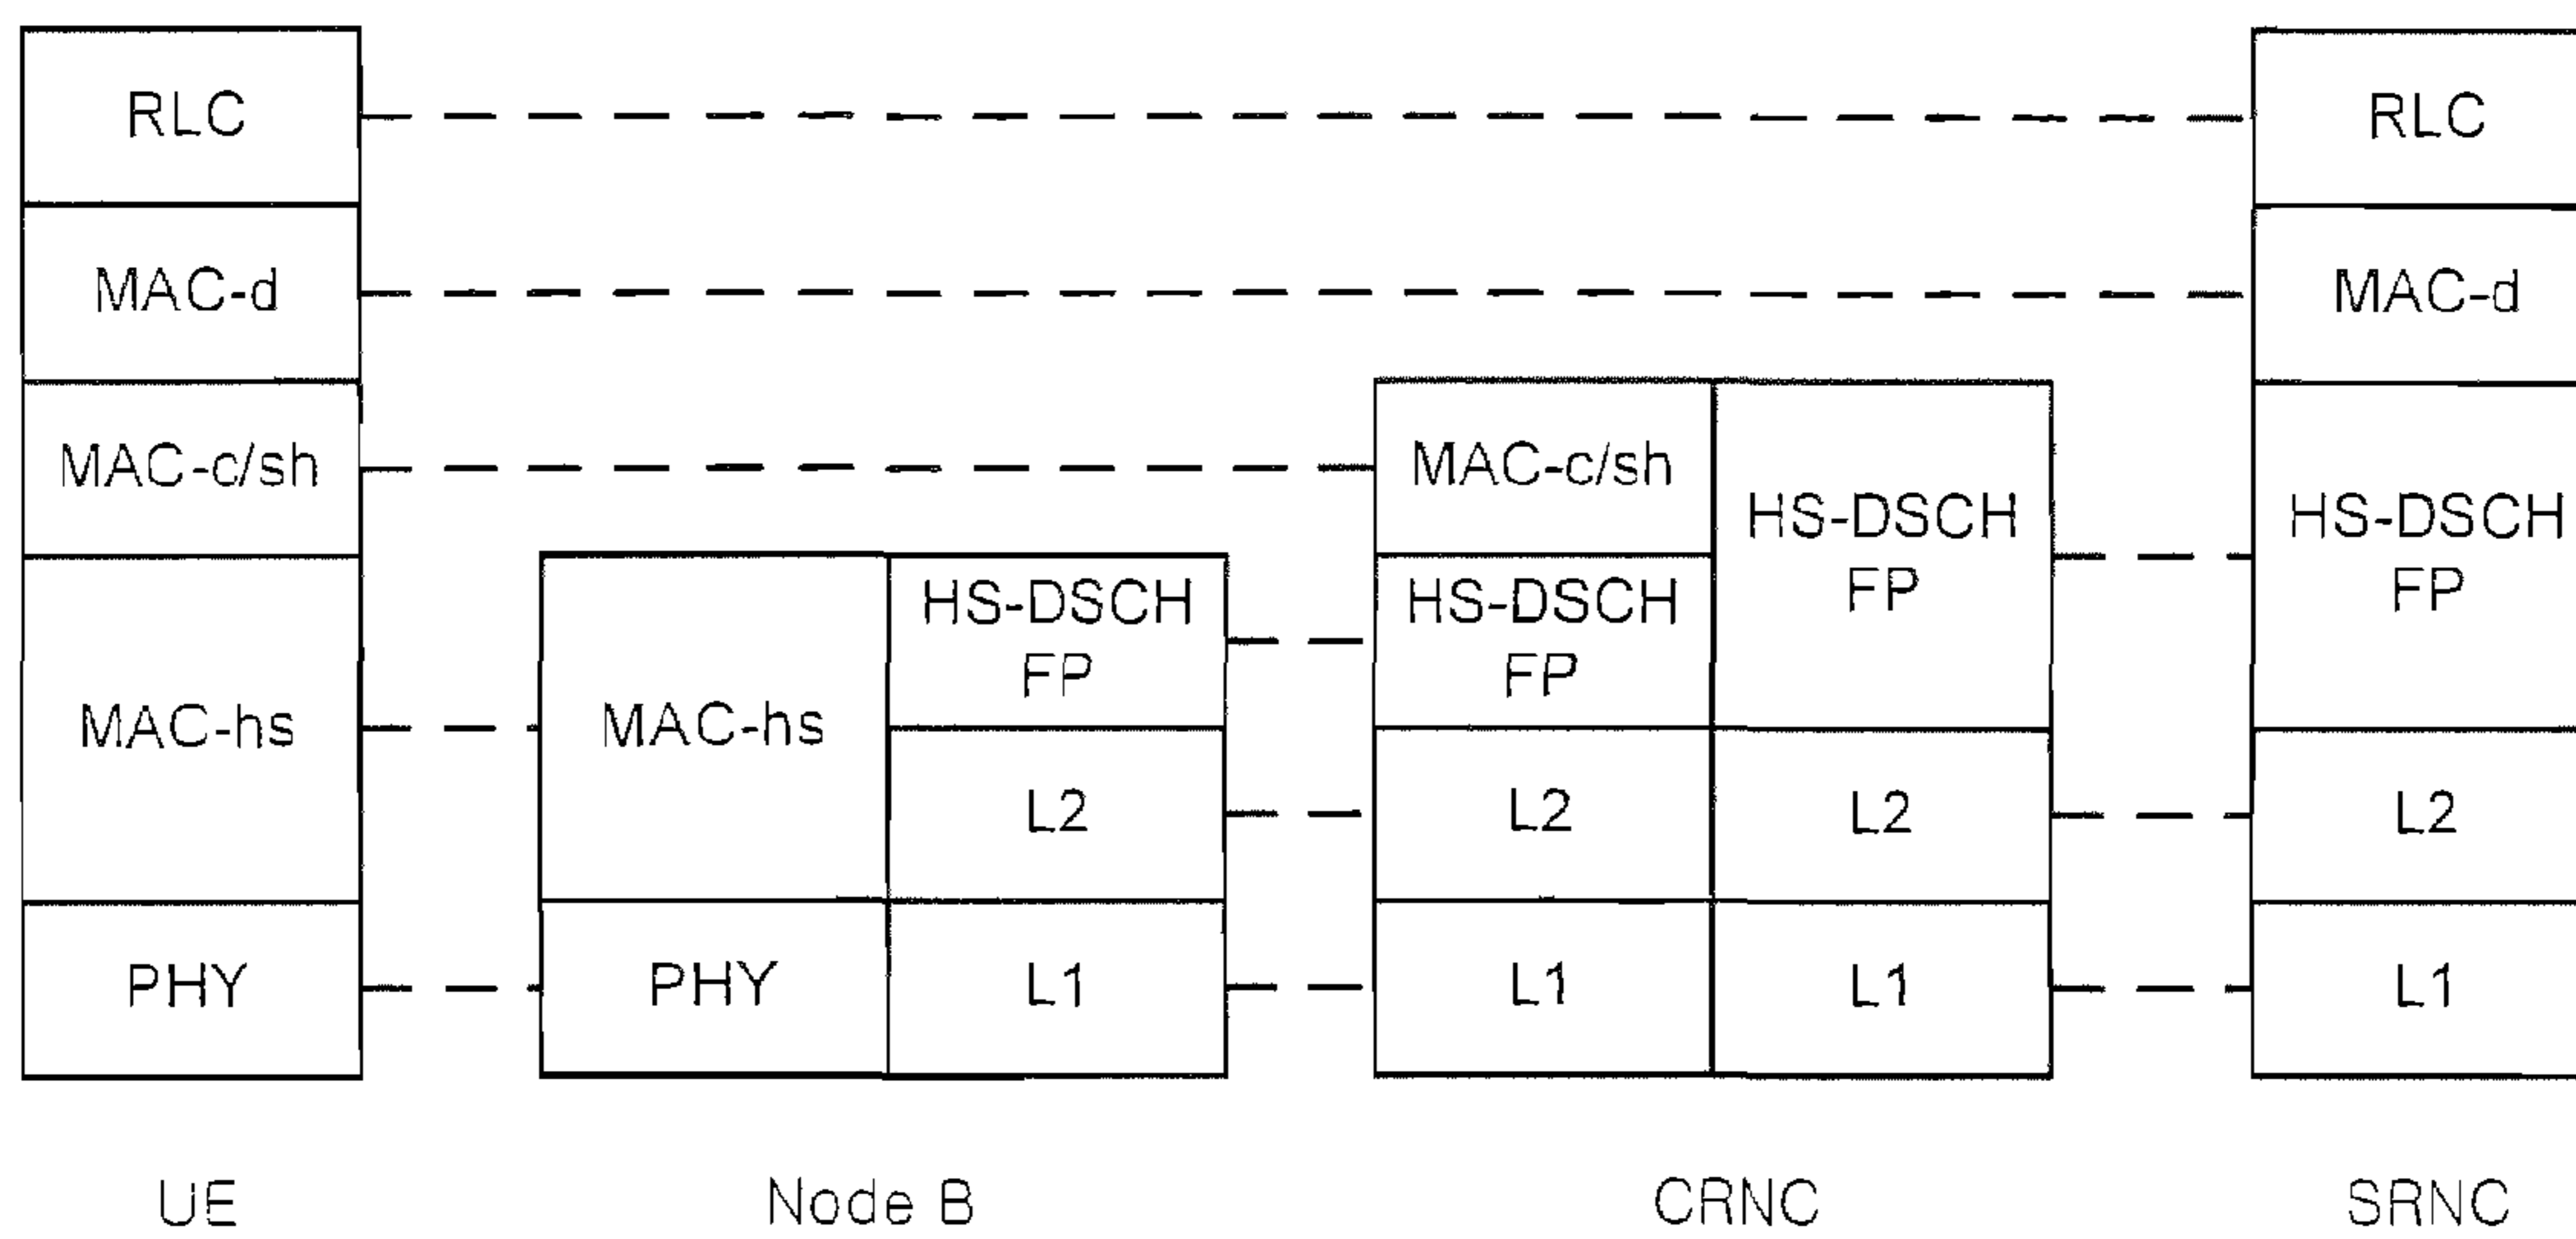 RLC
RLC
MAC-d
MAC-d
MAC-c/sh
MAC-c/sh
HS-DSCH
FP
HS-DSCH
FP
MAC-hs
MAC-hs
HS-DSCH
FP
HS-DSCH
FP
L2
L2
L2
L2
PHY
PHY
L1
L1
L1
L1
UE
Node B
CRNC
SRNC